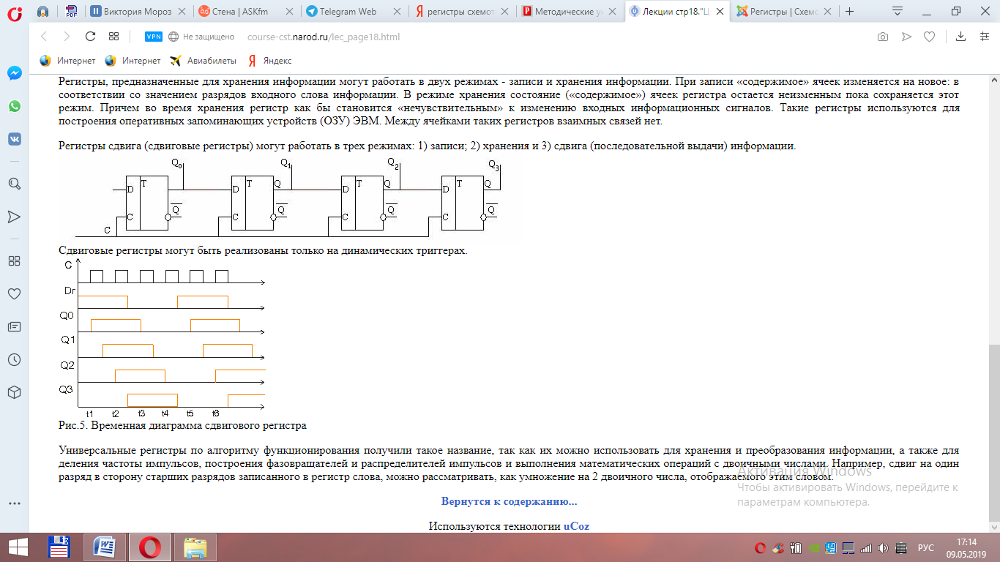 Виктория Мороз
Стена | ASKfm
Telegram Web
Я регистры схемот
Методические ук
Лекции стр18."Ц
Регистры | Схемо
VPN Не защищено course-cst.narod.ru/lec_page18.html
Интернет Интернет Авиабилеты Яндекс
Регистры, предназначенные для хранения информации могут работать в двух режимах - записи и хранения информации. При записи «содержимое» ячеек изменяется на новое: в
соответствии со значением разрядов входного слова информации. В режиме хранения состояние («содержимое») ячеек регистра остается неизменным пока сохраняется этот
режим. Причем во время хранения регистр как бы становится «нечувствительным» к изменению входных информационных сигналов. Такие регистры используются для
построения оперативных запоминающих устройств (ОЗУ) ЭВМ. Между ячейками таких регистров взаимных связей нет.
Регистры сдвига (сдвиговые регистры) могут работать в трех режимах: 1) записи; 2) хранения и 3) сдвига (последовательной выдачи) информации.
Q0 Q1 Q2 Q3
D T D T Q D T Q D T Q
C Q C Q C Q C Q
C
Сдвиговые регистры могут быть реализованы только на динамических триггерах.
C
Dr
Q0
Q1
Q2
Q3
t1 t2 t3 t4 t5 t6
Рис.5. Временная диаграмма сдвигового регистра
Универсальные регистры по алгоритму функционирования получили такое название, так как их можно использовать для хранения и преобразования информации, а также для
деления частоты импульсов, построения фазовращателей и распределителей импульсов и выполнения математических операций с двоичными числами. Например, сдвиг на один
разряд в сторону старших разрядов записанного в регистр слова, можно рассматривать, как умножение на 2 двоичного числа, отображаемого этим словом.
Активация Windows
Чтобы активировать Windows, перейдите к
параметрам компьютера.
Вернутся к содержанию...
Используются технологии uCoz
РУС
17:14
09.05.2019